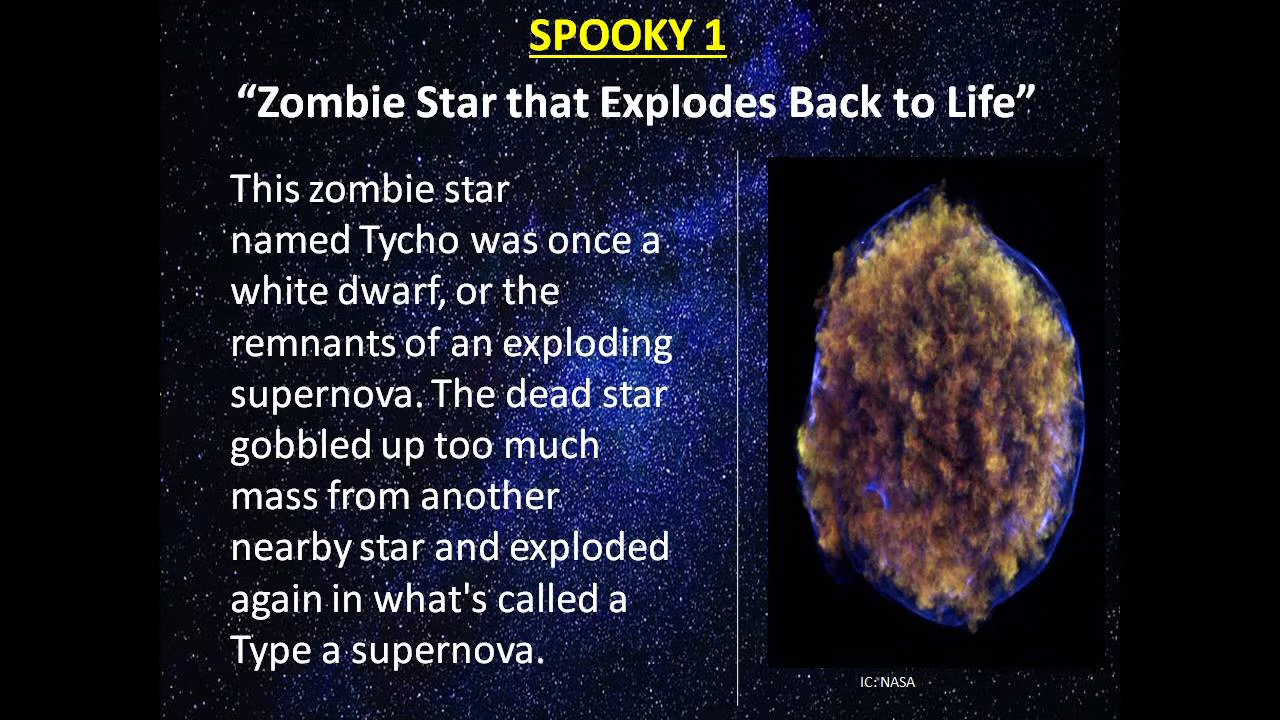 SPOOKY 1
“Zombie Star that Explodes Back to Life”
This zombie star
named Tycho was once a
white dwarf, or the
remnants of an exploding
supernova. The dead star
gobbled up too much
mass from another
nearby star and exploded
again in what's called a
Type a supernova.
IC: NASA